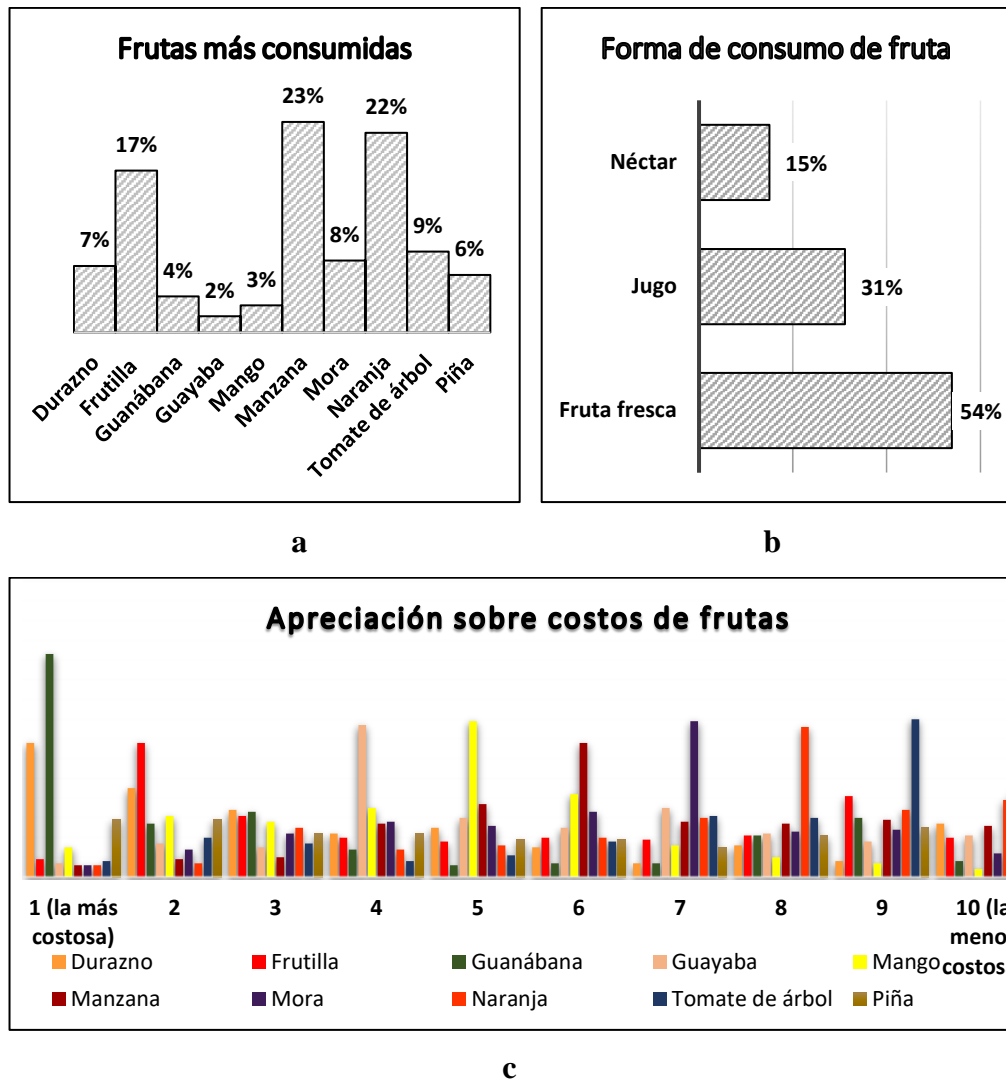 Frutas más consumidas
23%
22%
17%
9%
8%
7%
6%
4%
3%
2%
Durazno
Frutilla
Guanábana
Guayaba
Mango
Manzana
Mora
Naranja
Tomate de árbol
Piña
a
Forma de consumo de fruta
Néctar
15%
Jugo
31%
Fruta fresca
54%
b
Apreciación sobre costos de frutas
1 (la más costosa)
2
3
4
5
6
7
8
9
10 (la
meno
costos
Durazno
Frutilla
Guanábana
Guayaba
Mango
Manzana
Mora
Naranja
Tomate de árbol
Piña
c